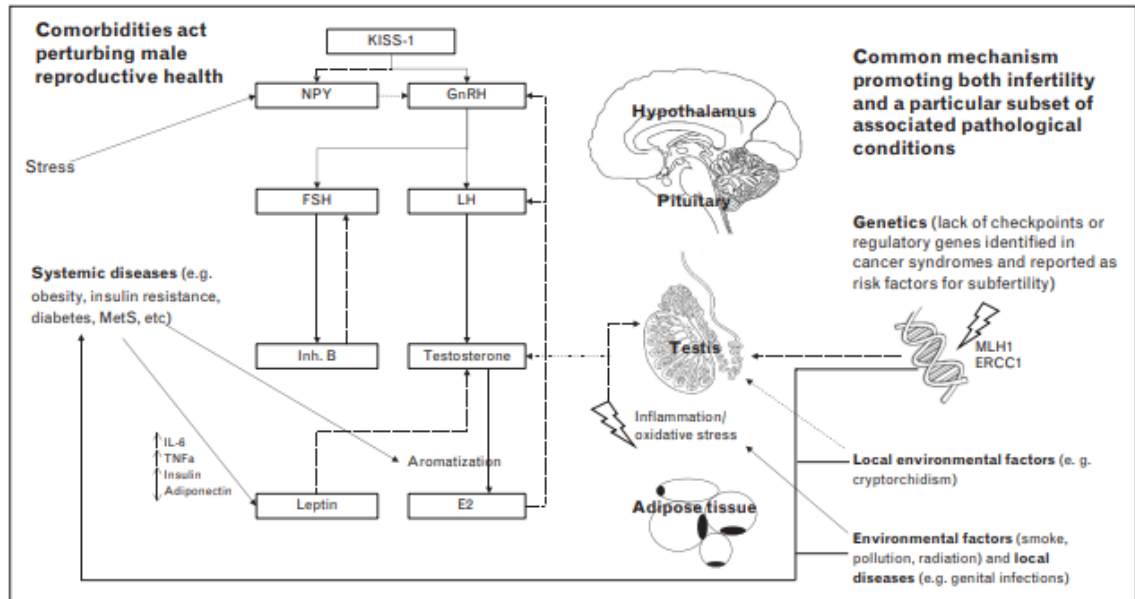 Comorbidities act
perturbing male
reproductive health
KISS-1
NPY
GnRH
Stress
FSH
LH
Systemic diseases (e.g.
obesity, insulin resistance,
diabetes, MetS, etc)
Inh. B
Testosterone
IL-6
TNFa
Insulin
Adiponectin
Aromatization
Leptin
E2
Hypothalamus
Pituitary
Testis
Inflammation/
oxidative stress
Adipose tissue
Common mechanism
promoting both infertility
and a particular subset of
associated pathological
conditions
Genetics (lack of checkpoints or
regulatory genes identified in
cancer syndromes and reported as
risk factors for subfertility)
MLH1
ERCC1
Local environmental factors (e. g.
cryptorchidism)
Environmental factors (smoke,
pollution, radiation) and local
diseases (e.g. genital infections)